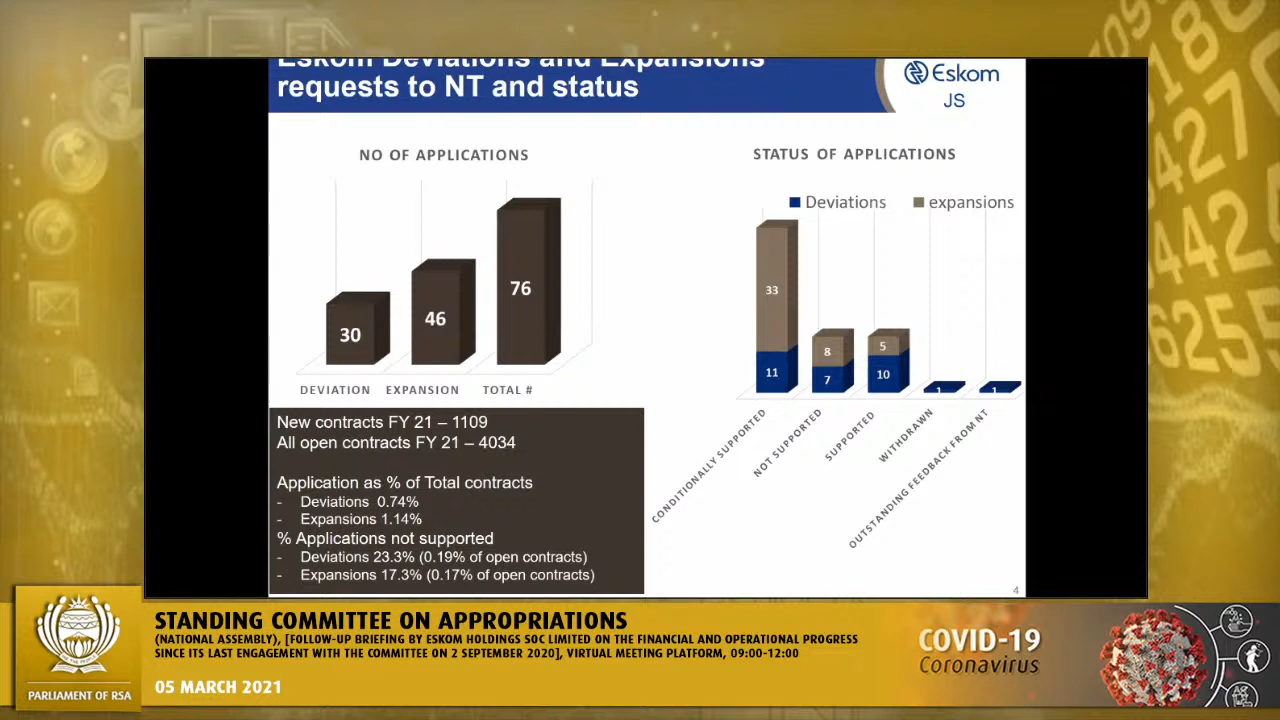 Eskom Deviations and Expansions
requests to NT and status
Eskom
JS
NO OF APPLICATIONS
30
46
76
DEVIATION EXPANSION TOTAL #
STATUS OF APPLICATIONS
Deviations expansions
33
11
8
7
5
10
1
1
CONDITIONALLY SUPPORTED
NOT SUPPORTED
SUPPORTED
WITHDRAWN
OUTSTANDING FEEDBACK FROM NT
New contracts FY 21 – 1109
All open contracts FY 21 – 4034
Application as % of Total contracts
- Deviations 0.74%
- Expansions 1.14%
% Applications not supported
- Deviations 23.3% (0.19% of open contracts)
- Expansions 17.3% (0.17% of open contracts)
4
STANDING COMMITTEE ON APPROPRIATIONS
(NATIONAL ASSEMBLY), [FOLLOW-UP BRIEFING BY ESKOM HOLDINGS SOC LIMITED ON THE FINANCIAL AND OPERATIONAL PROGRESS
SINCE ITS LAST ENGAGEMENT WITH THE COMMITTEE ON 2 SEPTEMBER 2020], VIRTUAL MEETING PLATFORM, 09:00-12:00
05 MARCH 2021
PARLIAMENT OF RSA
COVID-19
Coronavirus